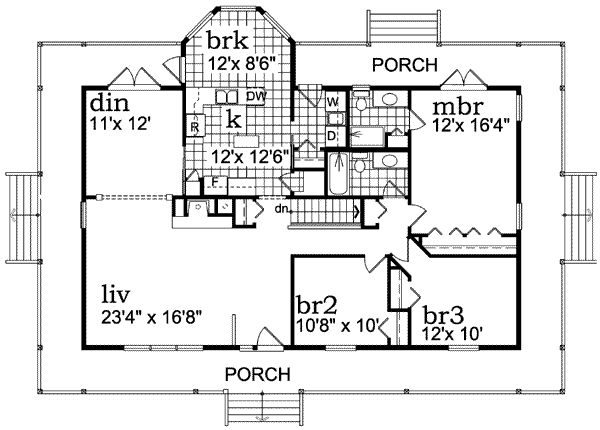 brk
12'x 8'6"
PORCH
din
11'x 12'
DW
W
mbr
12'x 16'4"
R
k
D
12'x 12'6"
F
dn
liv
23'4" x 16'8"
br2
10'8" x 10'
br3
12'x 10'
PORCH